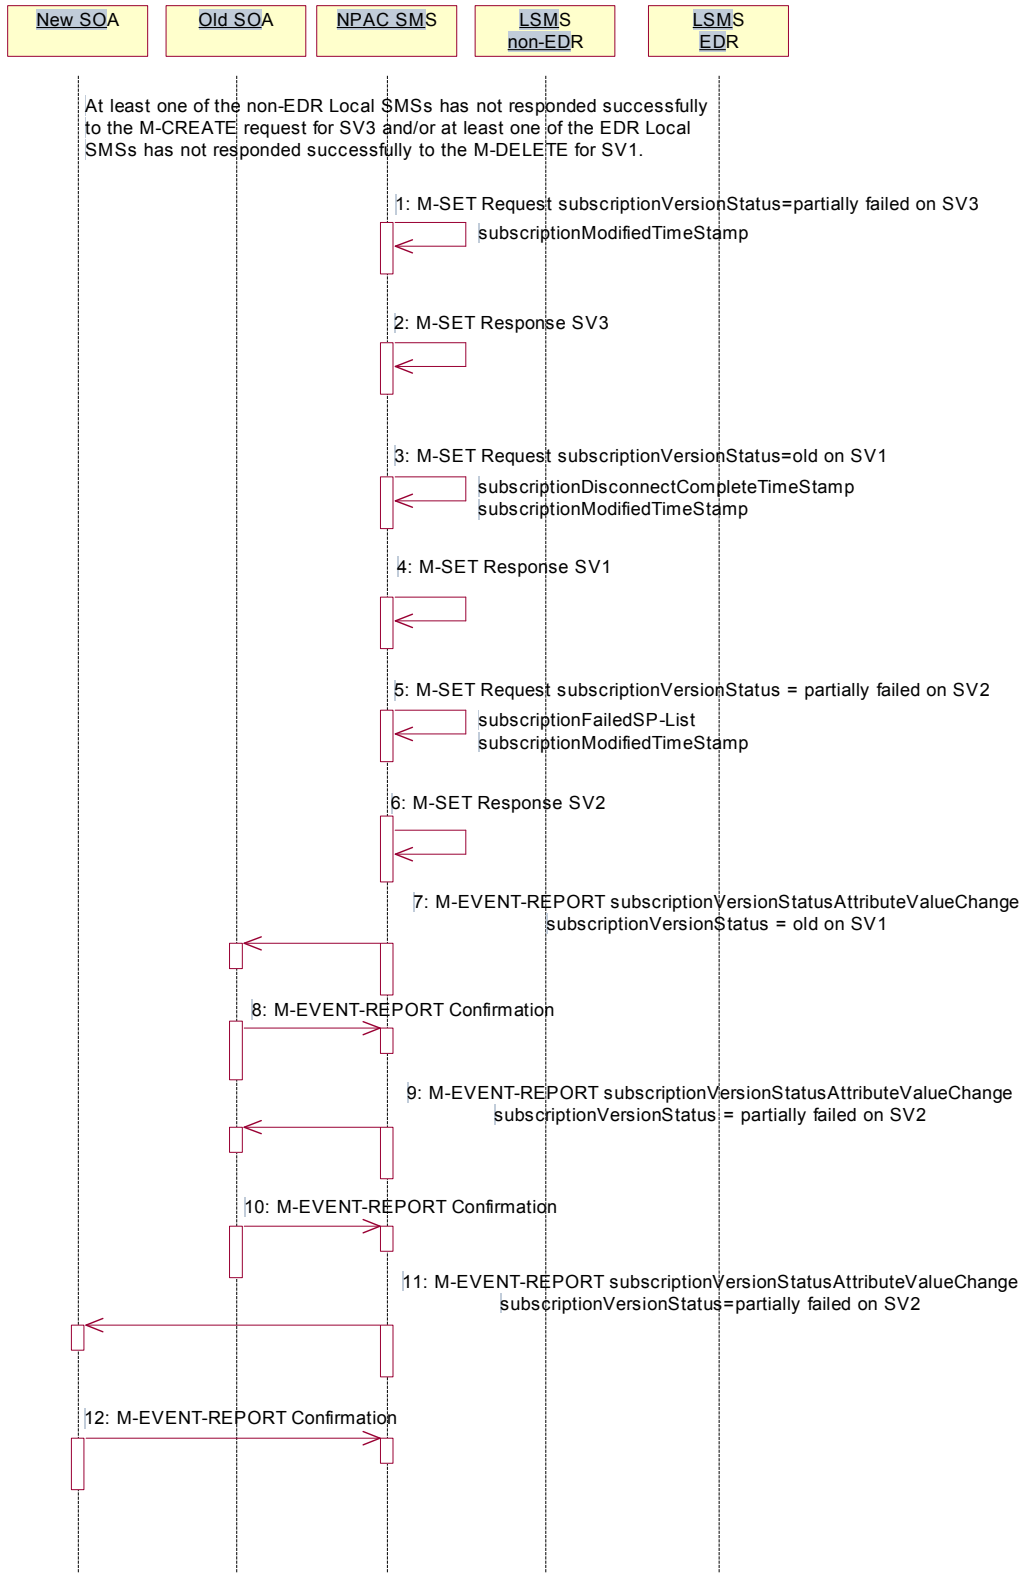 New SOA
Old SOA
NPAC SMS
LSMS
non-EDR
LSMS
EDR
At least one of the non-EDR Local SMSs has not responded successfully
to the M-CREATE request for SV3 and/or at least one of the EDR Local
SMSs has not responded successfully to the M-DELETE for SV1.
1: M-SET Request subscriptionVersionStatus=partially failed on SV3
subscriptionModifiedTimeStamp
2: M-SET Response SV3
3: M-SET Request subscriptionVersionStatus=old on SV1
subscriptionDisconnectCompleteTimeStamp
subscriptionModifiedTimeStamp
4: M-SET Response SV1
5: M-SET Request subscriptionVersionStatus = partially failed on SV2
subscriptionFailedSP-List
subscriptionModifiedTimeStamp
6: M-SET Response SV2
7: M-EVENT-REPORT subscriptionVersionStatusAttributeValueChange
subscriptionVersionStatus = old on SV1
8: M-EVENT-REPORT Confirmation
9: M-EVENT-REPORT subscriptionVersionStatusAttributeValueChange
subscriptionVersionStatus = partially failed on SV2
10: M-EVENT-REPORT Confirmation
11: M-EVENT-REPORT subscriptionVersionStatusAttributeValueChange
subscriptionVersionStatus=partially failed on SV2
12: M-EVENT-REPORT Confirmation